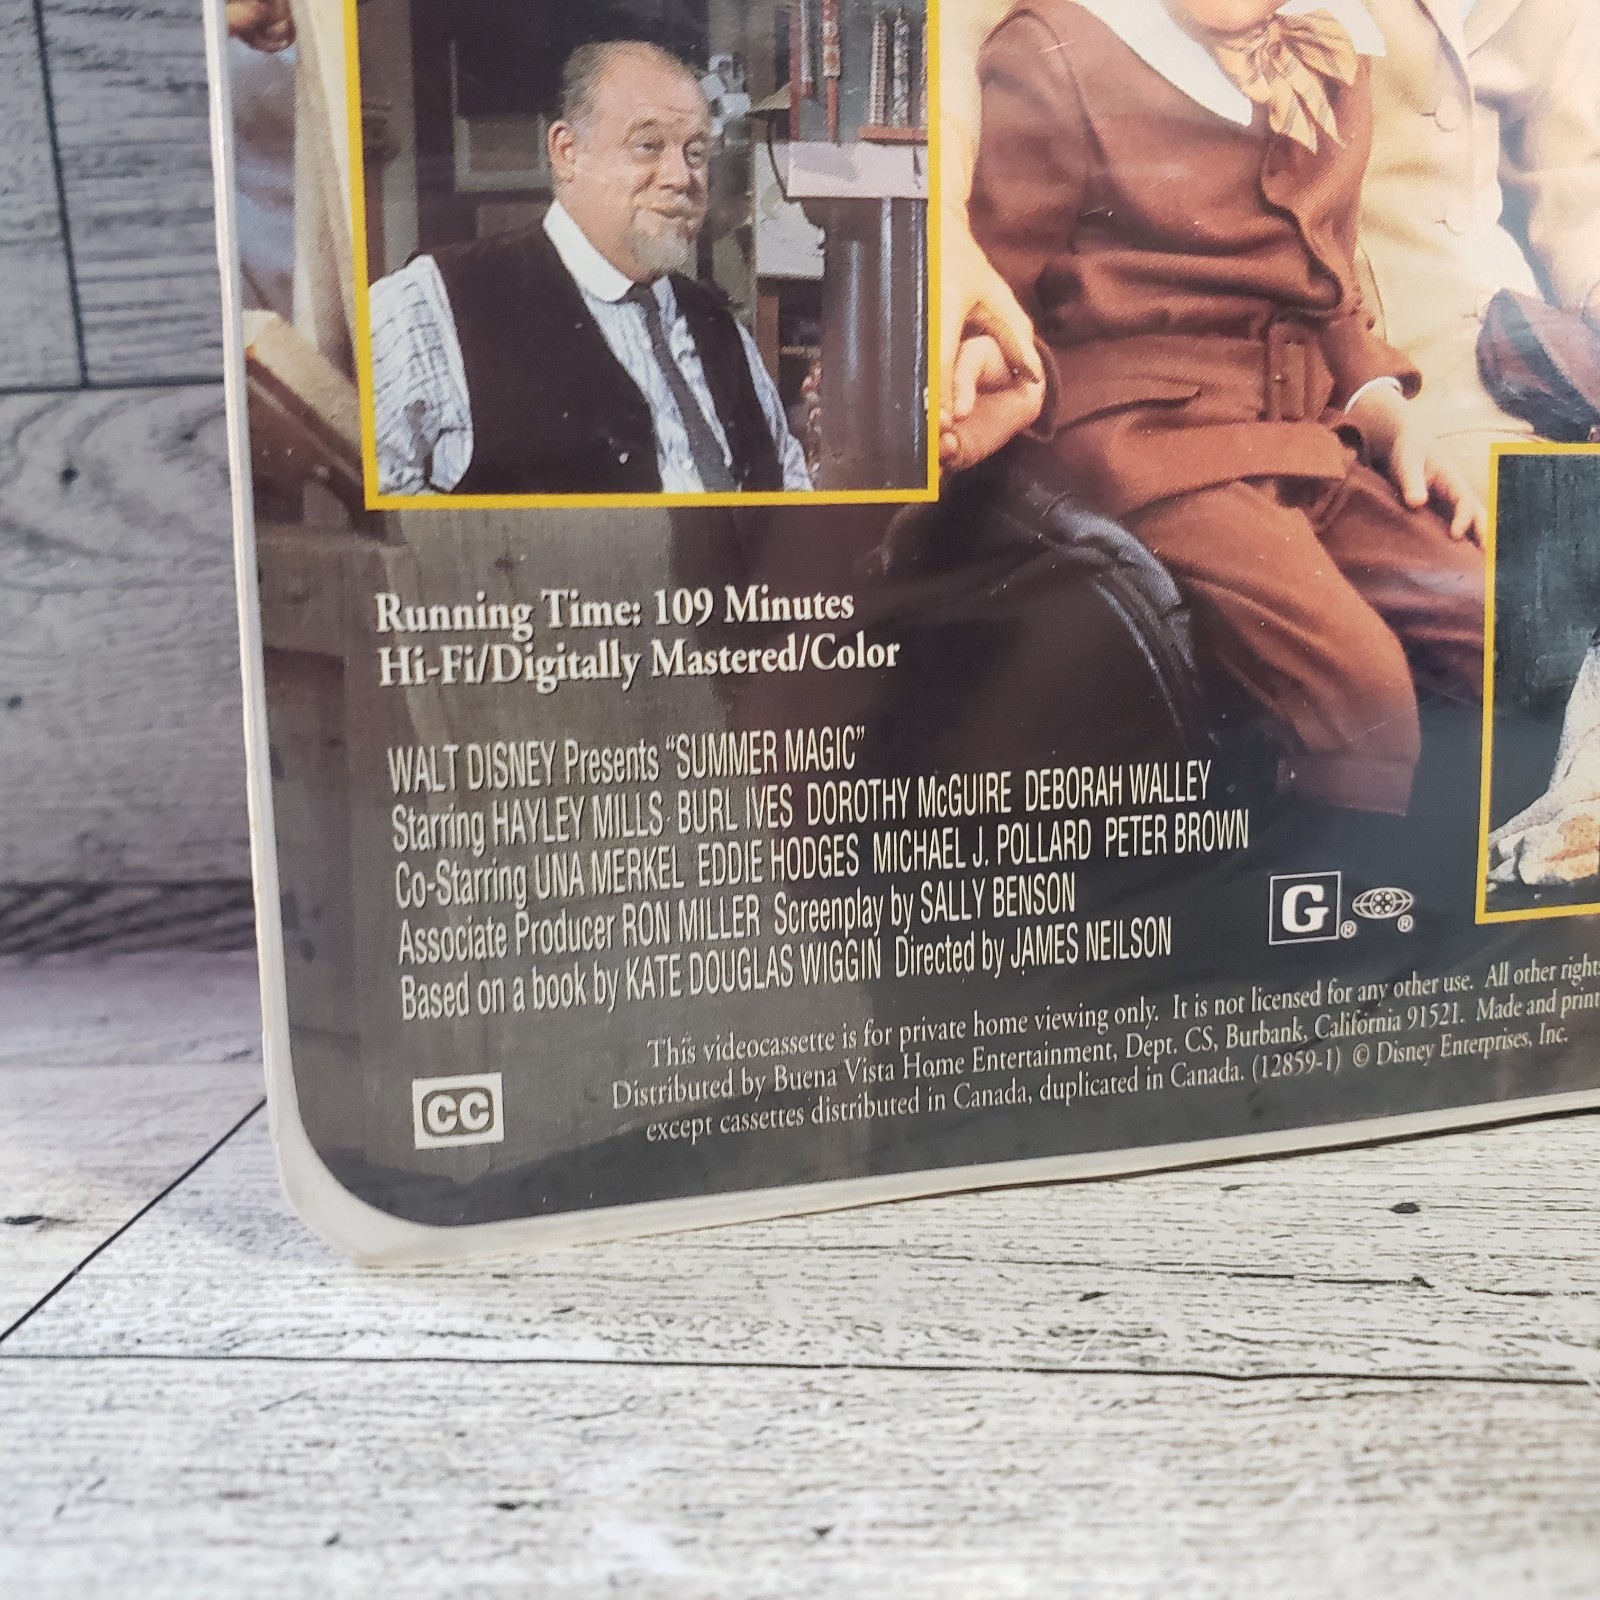 Running Time: 109 Minutes
Hi-Fi/Digitally Mastered/Color
WALT DISNEY Presents “SUMMER MAGIC”
Starring HAYLEY MILLS BURL IVES DOROTHY McGUIRE DEBORAH WALLEY
Co-Starring UNA MERKEL EDDIE HODGES MICHAEL J. POLLARD PETER BROWN
Associate Producer RON MILLER Screenplay by SALLY BENSON
Based on a book by KATE DOUGLAS WIGGIN Directed by JAMES NEILSON
G ® ®
This videocassette is for private home viewing only. It is not licensed for any other use. All other rights
Distributed by Buena Vista Home Entertainment, Dept. CS, Burbank, California 91521. Made and print
except cassettes distributed in Canada, duplicated in Canada. (12859-1) © Disney Enterprises, Inc.
CC